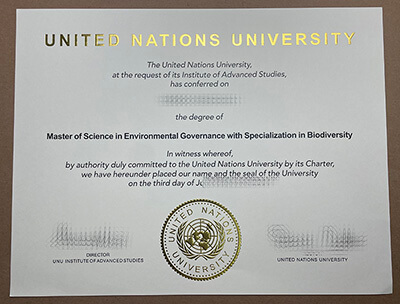 UNITED NATIONS UNIVERSITY
The United Nations University,
at the request of its Institute of Advanced Studies,
has conferred on
the degree of
Master of Science in Environmental Governance with Specialization in Biodiversity
In witness whereof,
by authority duly committed to the United Nations University by its Charter,
we have hereunder placed our name and the seal of the University
on the third day of
UNITED NATIONS
UNIVERSITY
DIRECTOR
UNU INSTITUTE OF ADVANCED STUDIES
UNITED NATIONS UNIVERSITY